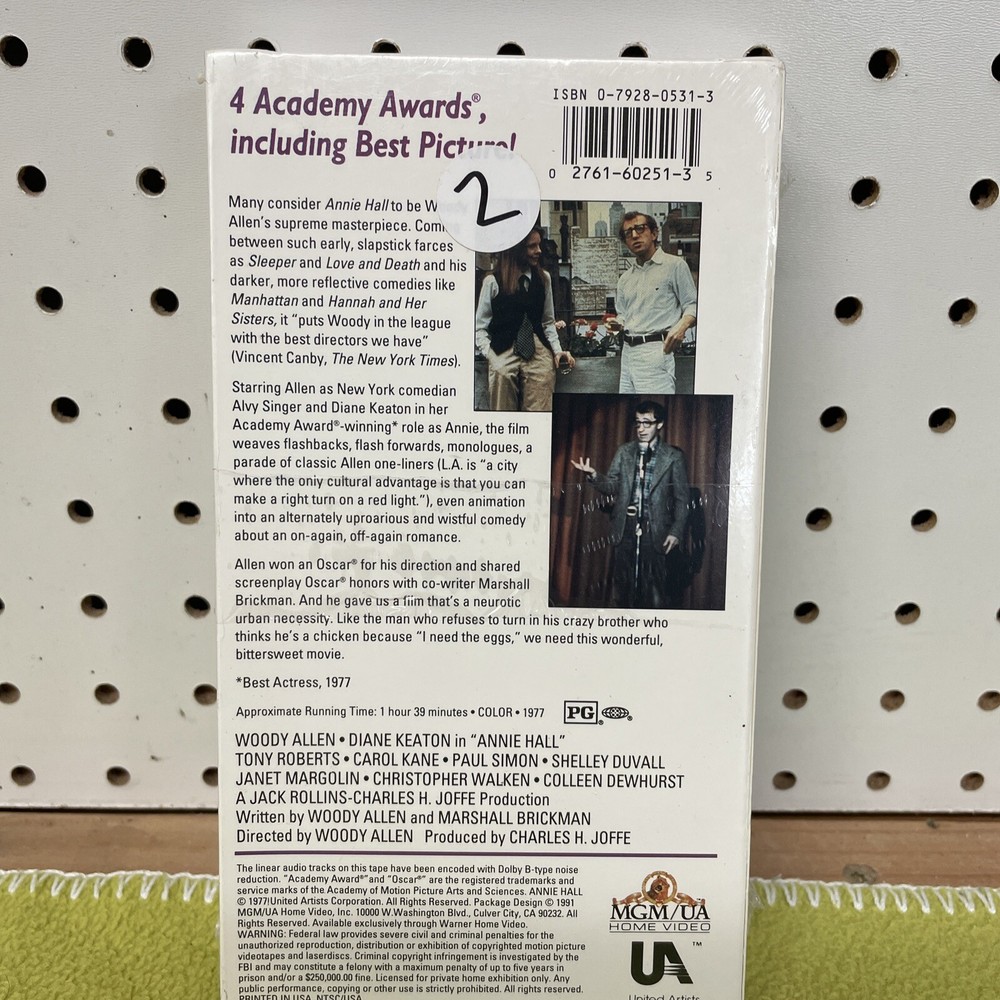 4 Academy Awards®,
including Best Picture!
ISBN 0-7928-0531-3
0 2761-60251-3 5
2
Many consider Annie Hall to be
Allen's supreme masterpiece.
between such early, slapstick farces
as Sleeper and Love and Death and his
darker, more reflective comedies like
Manhattan and Hannah and Her
Sisters, it "puts Woody in the league
with the best directors we have"
(Vincent Canby, The New York Times).
Starring Allen as New York comedian
Alvy Singer and Diane Keaton in her
Academy Award®-winning* role as Annie, the film
weaves flashbacks, flash forwards, monologues, a
parade of classic Allen one-liners (L.A. is "a city
where the only cultural advantage is that you can
make a right turn on a red light."), even animation
into an alternately uproarious and wistful comedy
about an on-again, off-again romance.
Allen won an Oscar® for his direction and shared
screenplay Oscar® honors with co-writer Marshall
Brickman. And he gave us a film that's a neurotic
urban necessity. Like the man who refuses to turn in his crazy brother who
thinks he's a chicken because "I need the eggs," we need this wonderful,
bittersweet movie.
*Best Actress, 1977
Approximate Running Time: 1 hour 39 minutes • COLOR • 1977 PG®
WOODY ALLEN • DIANE KEATON in "ANNIE HALL"
TONY ROBERTS • CAROL KANE • PAUL SIMON • SHELLEY DUVALL
JANET MARGOLIN • CHRISTOPHER WALKEN • COLLEEN DEWHURST
A JACK ROLLINS-CHARLES H. JOFFE Production
Written by WOODY ALLEN and MARSHALL BRICKMAN
Directed by WOODY ALLEN Produced by CHARLES H. JOFFE
The linear audio tracks on this tape have been encoded with Dolby B-type noise
reduction. "Academy Award®" and "Oscar®" are the registered trademarks and
service marks of the Academy of Motion Picture Arts and Sciences. ANNIE HALL
© 1977 United Artists Corporation. All Rights Reserved. Package Design © 1991
MGM/UA Home Video, Inc. 10000 W.Washington Blvd., Culver City, CA 90232. All
Rights Reserved. Available exclusively through Warner Home Video.
WARNING: Federal law provides severe civil and criminal penalties for the
unauthorized reproduction, distribution or exhibition of copyrighted motion picture
videotapes and laserdiscs. Criminal copyright infringement is investigated by the
FBI and may constitute a felony with a maximum penalty of up to five years in
prison and/or a $250,000.00 fine. Licensed for private home exhibition only. Any
public performance, copying or other use is strictly prohibited. All rights reserved.
PRINTED IN USA. NTSC/USA
MGM/UA
HOME VIDEO
UA™
United Artists